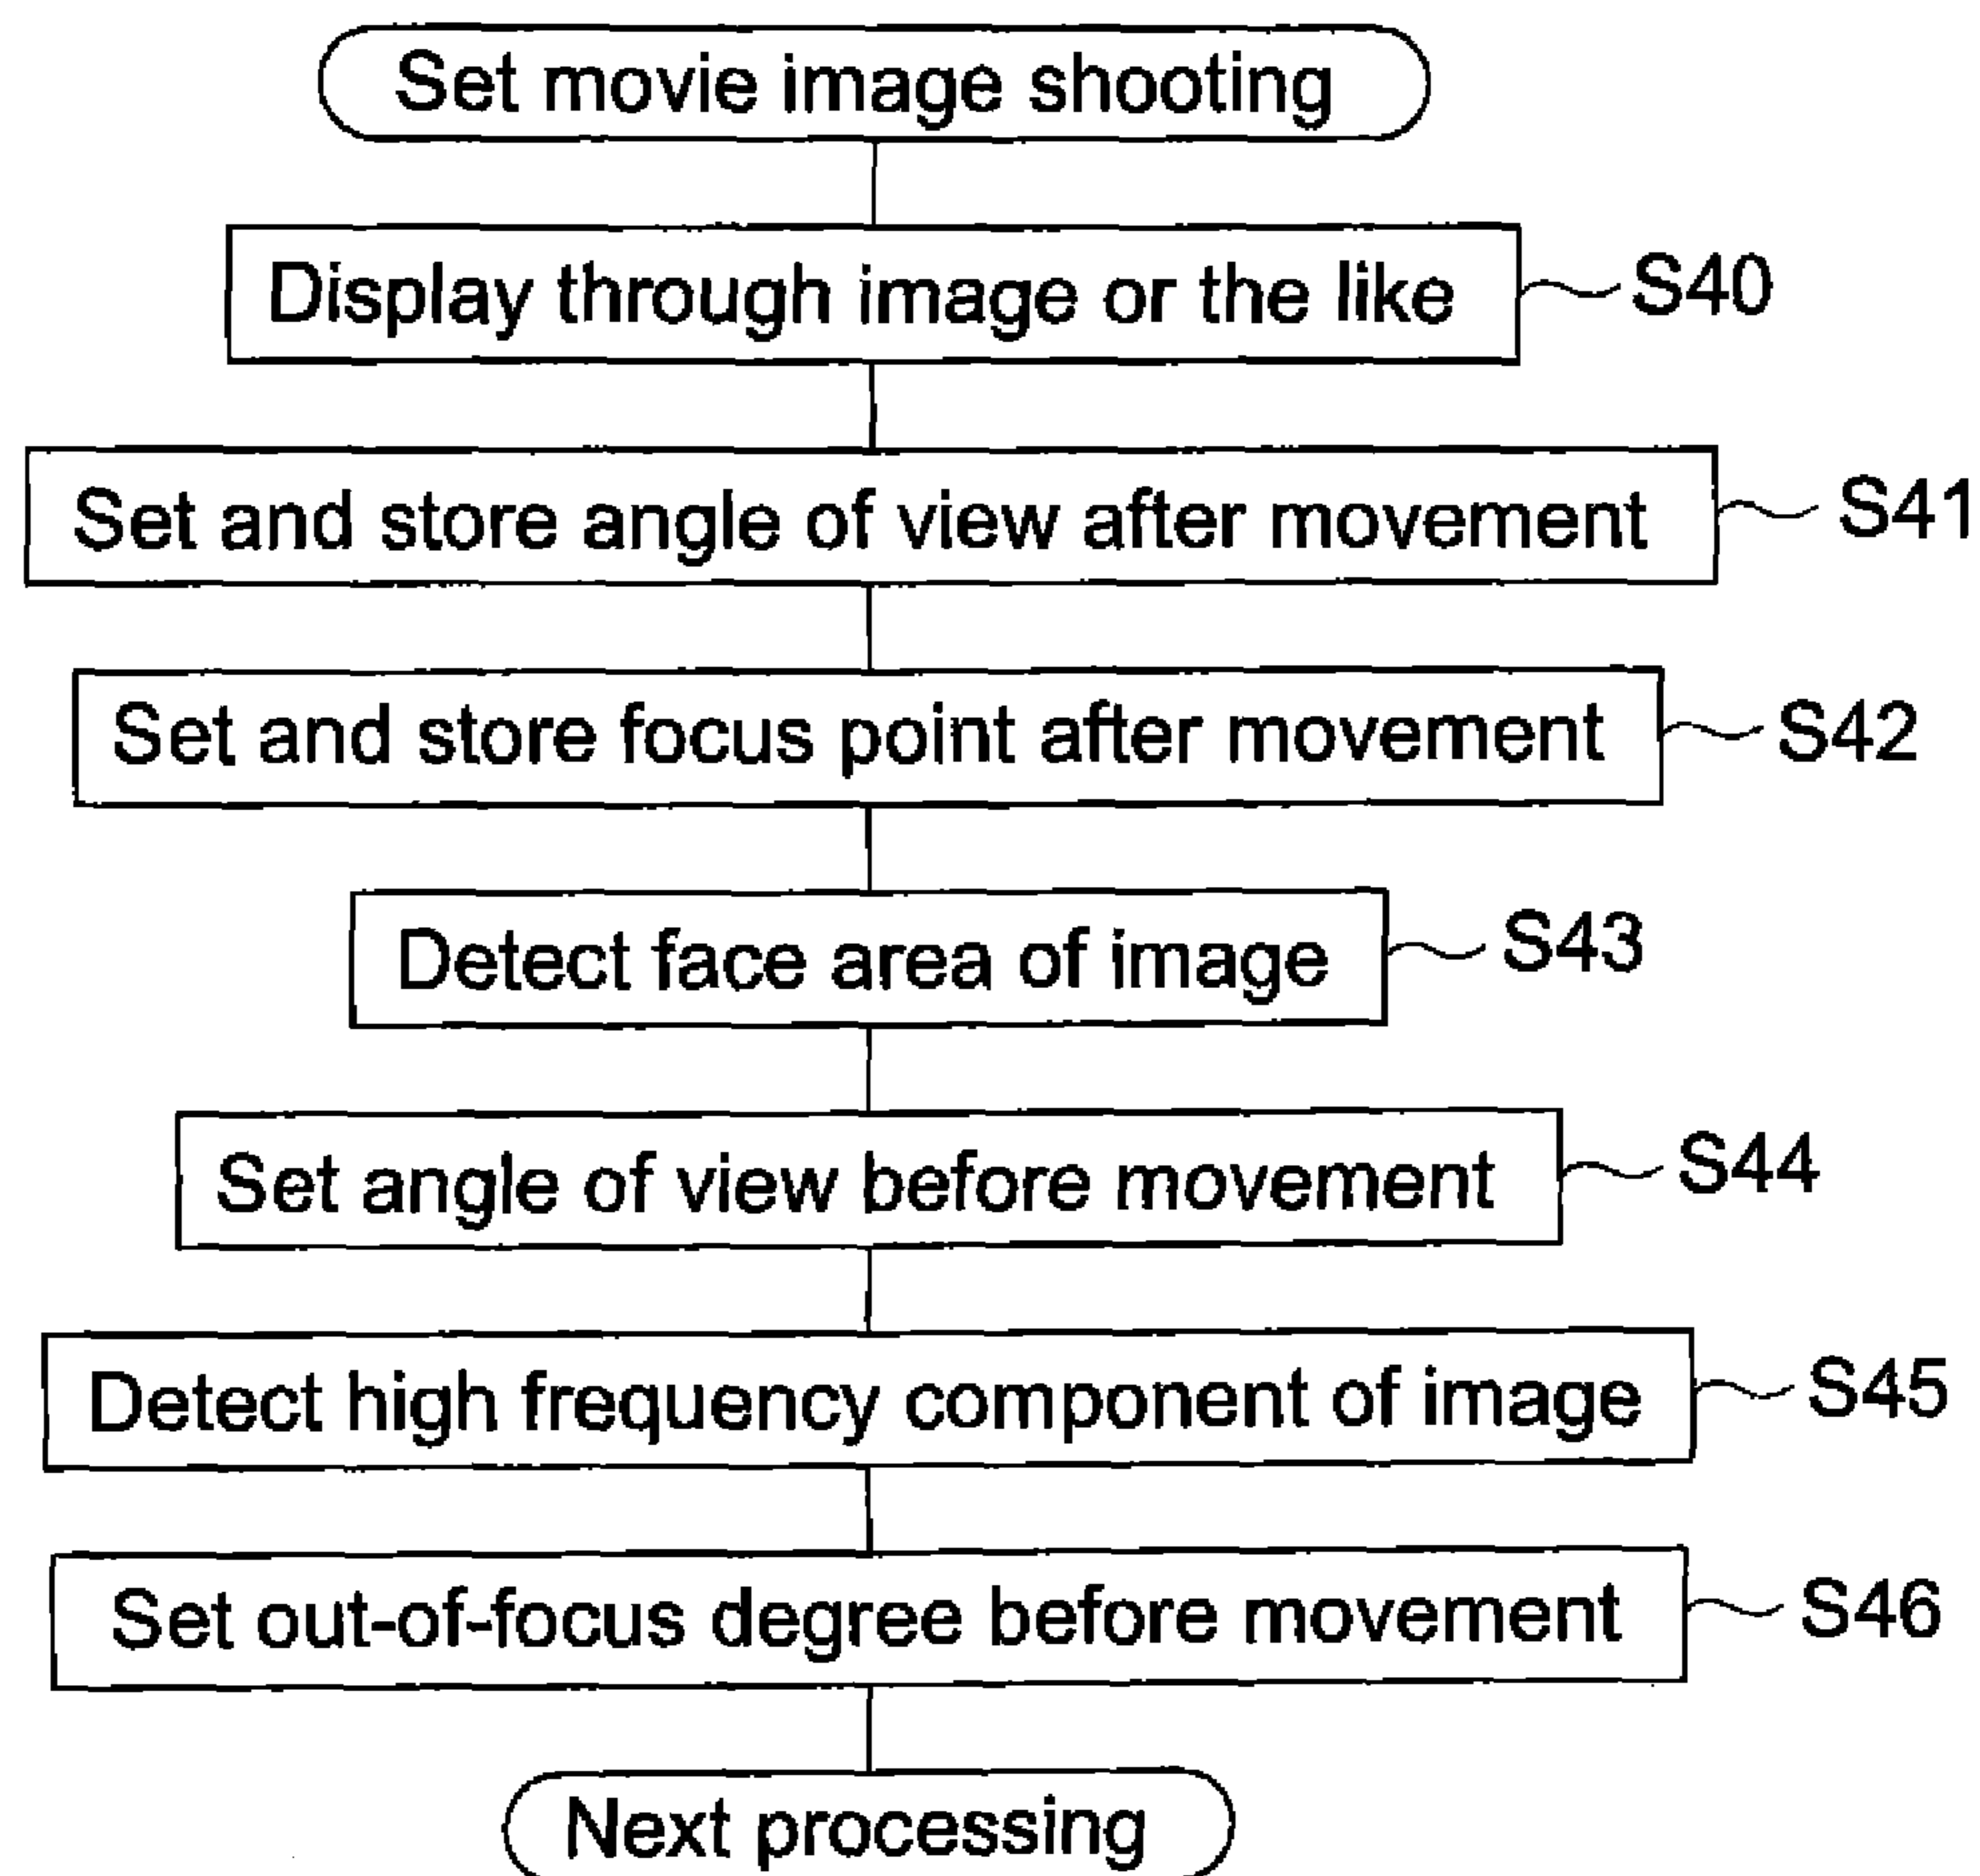 Set movie image shooting
Display through image or the like S40
Set and store angle of view after movement S41
Set and store focus point after movement S42
Detect face area of image S43
Set angle of view before movement S44
Detect high frequency component of image S45
Set out-of-focus degree before movement S46
Next processing